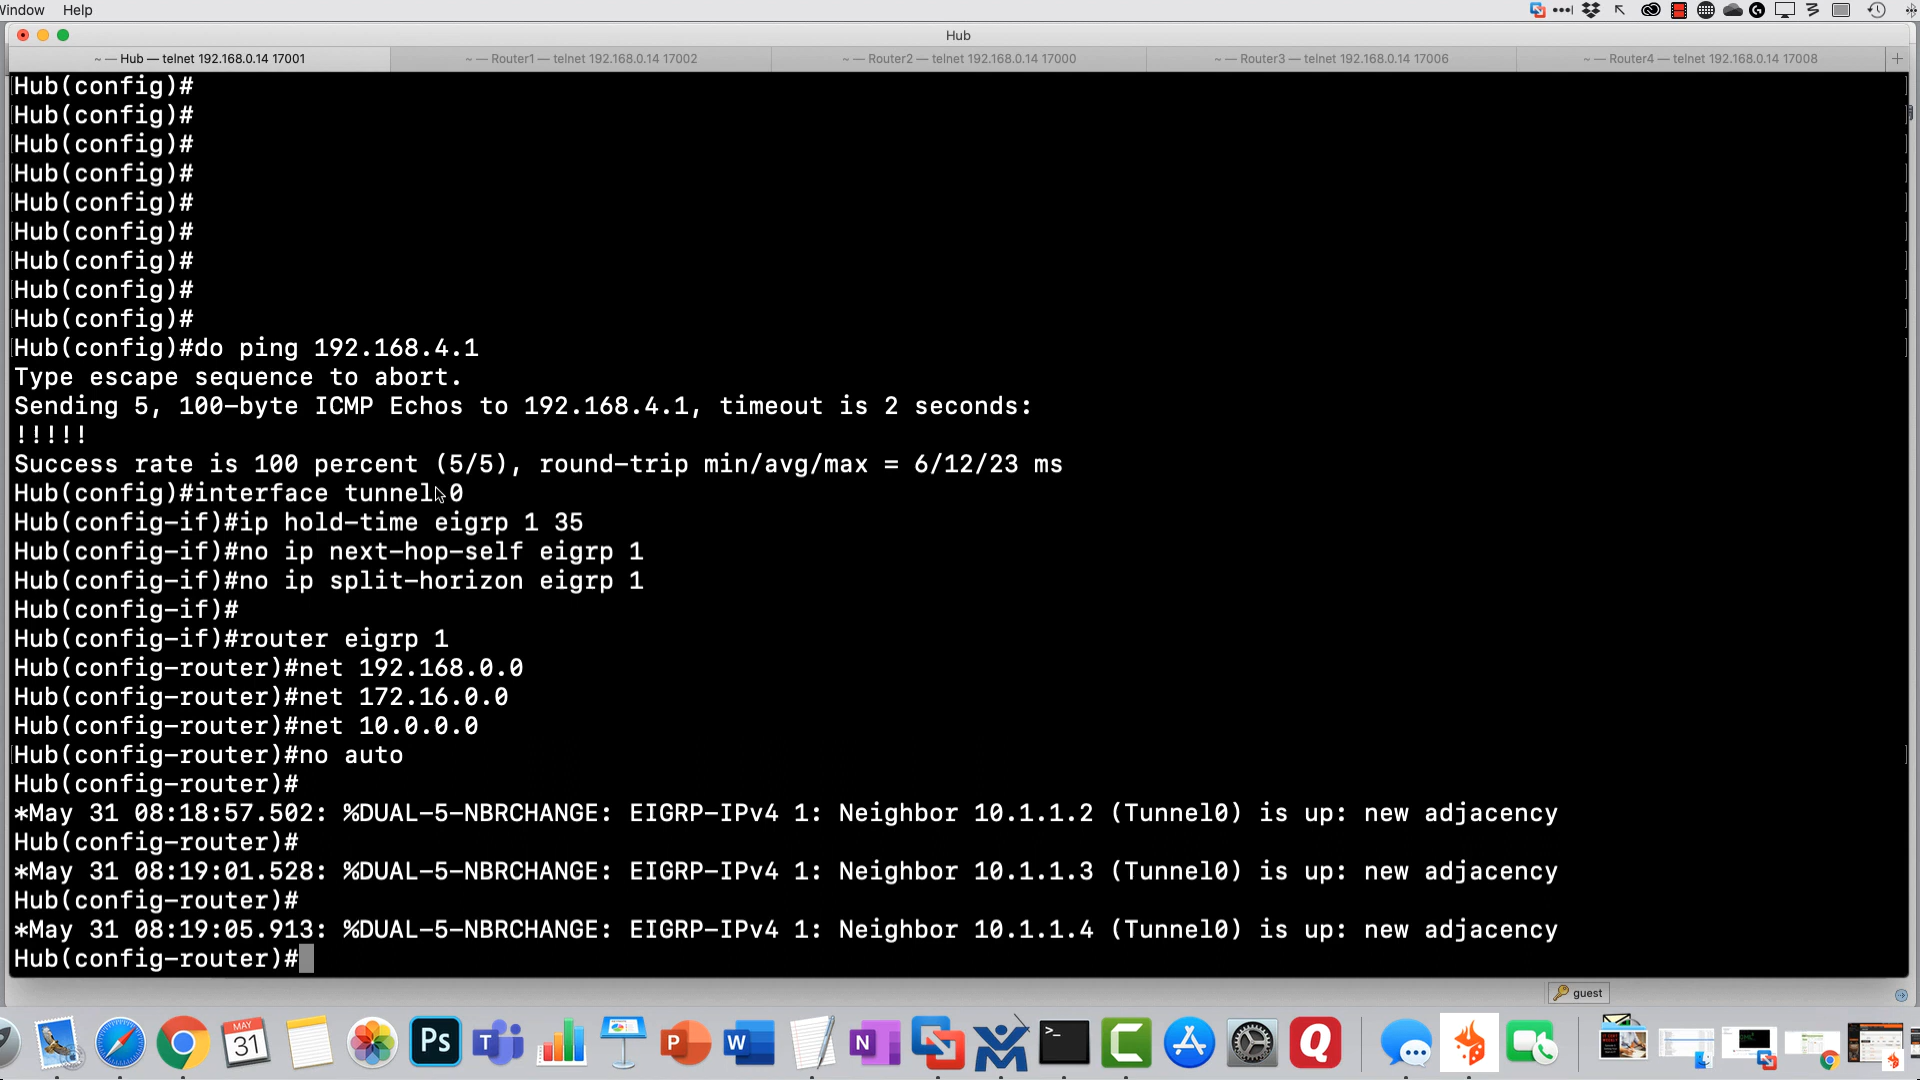 Window Help
Hub
~ — Hub — telnet 192.168.0.14 17001
~ — Router1 — telnet 192.168.0.14 17002
~ — Router2 — telnet 192.168.0.14 17000
~ — Router3 — telnet 192.168.0.14 17006
~ — Router4 — telnet 192.168.0.14 17008
Hub(config)#
Hub(config)#
Hub(config)#
Hub(config)#
Hub(config)#
Hub(config)#
Hub(config)#
Hub(config)#
Hub(config)#
Hub(config)#do ping 192.168.4.1
Type escape sequence to abort.
Sending 5, 100-byte ICMP Echos to 192.168.4.1, timeout is 2 seconds:
!!!!!
Success rate is 100 percent (5/5), round-trip min/avg/max = 6/12/23 ms
Hub(config)#interface tunnel 0
Hub(config-if)#ip hold-time eigrp 1 35
Hub(config-if)#no ip next-hop-self eigrp 1
Hub(config-if)#no ip split-horizon eigrp 1
Hub(config-if)#
Hub(config-if)#router eigrp 1
Hub(config-router)#net 192.168.0.0
Hub(config-router)#net 172.16.0.0
Hub(config-router)#net 10.0.0.0
Hub(config-router)#no auto
Hub(config-router)#
*May 31 08:18:57.502: %DUAL-5-NBRCHANGE: EIGRP-IPv4 1: Neighbor 10.1.1.2 (Tunnel0) is up: new adjacency
Hub(config-router)#
*May 31 08:19:01.528: %DUAL-5-NBRCHANGE: EIGRP-IPv4 1: Neighbor 10.1.1.3 (Tunnel0) is up: new adjacency
Hub(config-router)#
*May 31 08:19:05.913: %DUAL-5-NBRCHANGE: EIGRP-IPv4 1: Neighbor 10.1.1.4 (Tunnel0) is up: new adjacency
Hub(config-router)#
guest
MAY
31
Ps
T
P
W
N
>_
C
Q